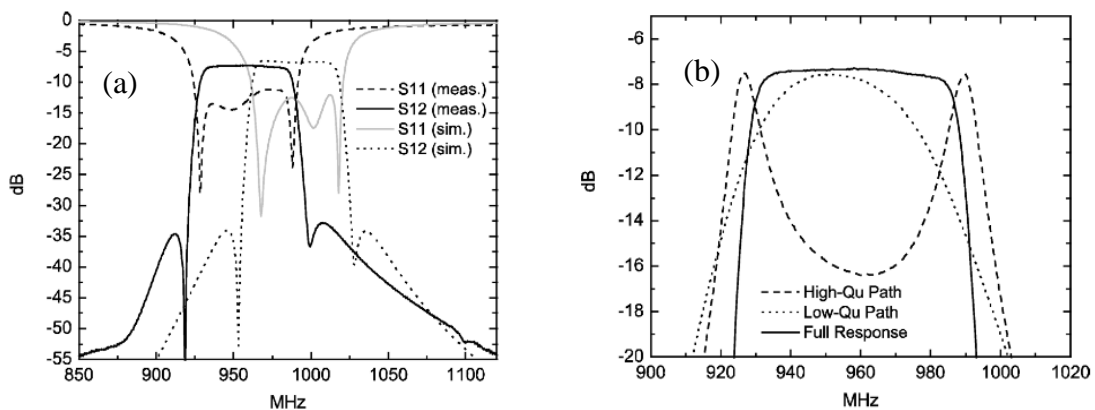 (a)
dB
0
-5
-10
-15
-20
-25
-30
-35
-40
-45
-50
-55
S11 (meas.)
S12 (meas.)
S11 (sim.)
S12 (sim.)
850 900 950 1000 1050 1100
MHz
(b)
dB
-6
-8
-10
-12
-14
-16
-18
-20
High-Qu Path
Low-Qu Path
Full Response
900 920 940 960 980 1000 1020
MHz